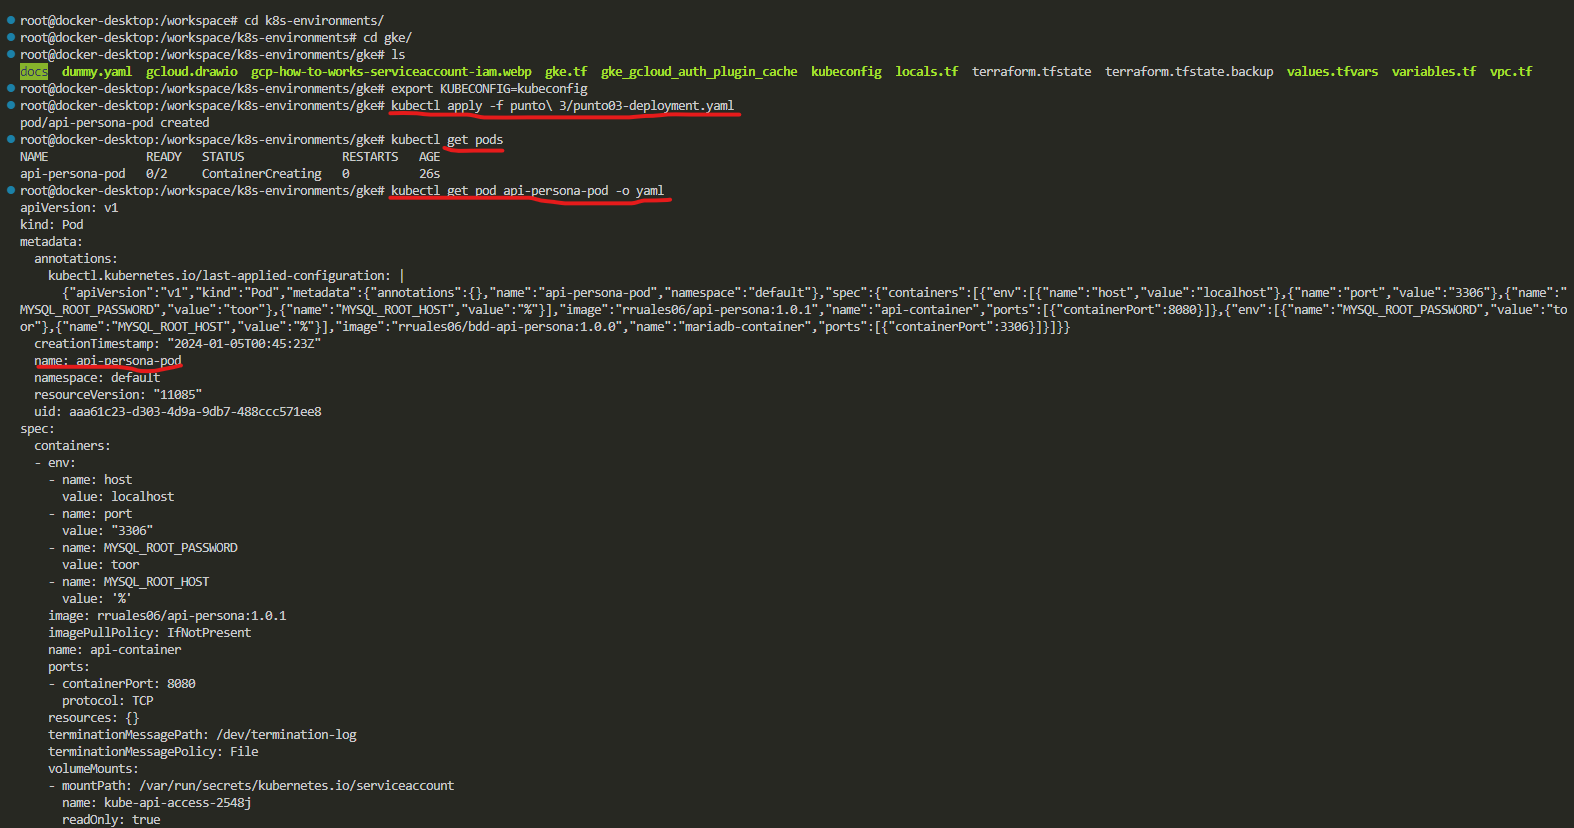 root@docker-desktop:/workspace# cd k8s-environments/
root@docker-desktop:/workspace/k8s-environments# cd gke/
root@docker-desktop:/workspace/k8s-environments/gke# ls
docs  dummy.yaml  gcloud.drawio  gcp-how-to-works-serviceaccount-iam.webp  gke.tf  gke_gcloud_auth_plugin_cache  kubeconfig  locals.tf  terraform.tfstate  terraform.tfstate.backup  values.tfvars  variables.tf  vpc.tf
root@docker-desktop:/workspace/k8s-environments/gke# export KUBECONFIG=kubeconfig
root@docker-desktop:/workspace/k8s-environments/gke# kubectl apply -f punto\ 3/punto03-deployment.yaml
pod/api-persona-pod created
root@docker-desktop:/workspace/k8s-environments/gke# kubectl get pods
NAME              READY   STATUS              RESTARTS   AGE
api-persona-pod   0/2     ContainerCreating   0          26s
root@docker-desktop:/workspace/k8s-environments/gke# kubectl get pod api-persona-pod -o yaml
apiVersion: v1
kind: Pod
metadata:
  annotations:
    kubectl.kubernetes.io/last-applied-configuration: |
      {"apiVersion":"v1","kind":"Pod","metadata":{"annotations":{},"name":"api-persona-pod","namespace":"default"},"spec":{"containers":[{"env":[{"name":"host","value":"localhost"},{"name":"port","value":"3306"},{"name":"
MYSQL_ROOT_PASSWORD","value":"toor"},{"name":"MYSQL_ROOT_HOST","value":"%"}],"image":"rruales06/api-persona:1.0.1","name":"api-container","ports":[{"containerPort":8080}]},{"env":[{"name":"MYSQL_ROOT_PASSWORD","value":"to
or"},{"name":"MYSQL_ROOT_HOST","value":"%"}],"image":"rruales06/bdd-api-persona:1.0.0","name":"mariadb-container","ports":[{"containerPort":3306}]}]}}
  creationTimestamp: "2024-01-05T00:45:23Z"
  name: api-persona-pod
  namespace: default
  resourceVersion: "11085"
  uid: aaa61c23-d303-4d9a-9db7-488ccc571ee8
spec:
  containers:
  - env:
    - name: host
      value: localhost
    - name: port
      value: "3306"
    - name: MYSQL_ROOT_PASSWORD
      value: toor
    - name: MYSQL_ROOT_HOST
      value: '%'
    image: rruales06/api-persona:1.0.1
    imagePullPolicy: IfNotPresent
    name: api-container
    ports:
    - containerPort: 8080
      protocol: TCP
    resources: {}
    terminationMessagePath: /dev/termination-log
    terminationMessagePolicy: File
    volumeMounts:
    - mountPath: /var/run/secrets/kubernetes.io/serviceaccount
      name: kube-api-access-2548j
      readOnly: true